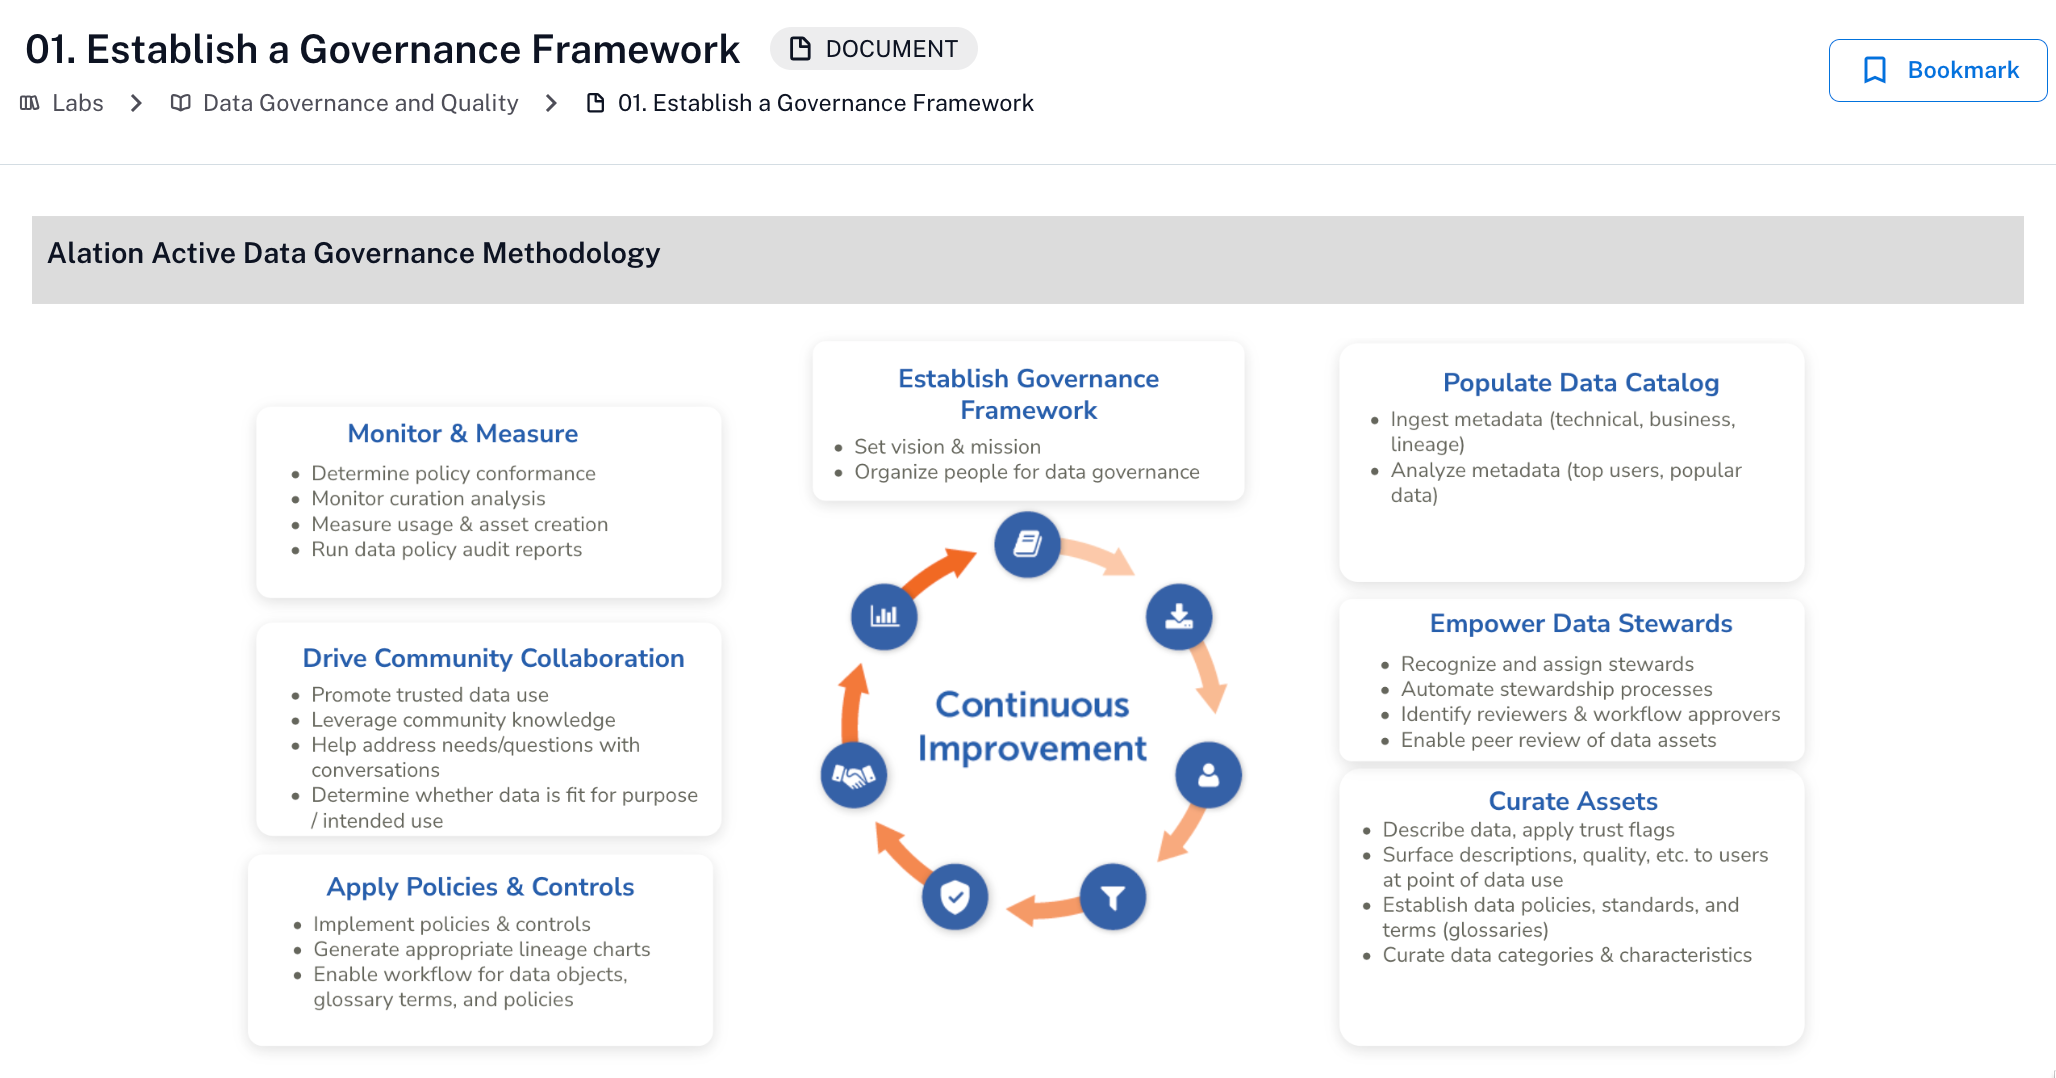 01. Establish a Governance Framework
DOCUMENT
Bookmark
Labs
Data Governance and Quality
01. Establish a Governance Framework
Alation Active Data Governance Methodology
Establish Governance
Framework
• Set vision & mission
• Organize people for data governance
Populate Data Catalog
• Ingest metadata (technical, business,
lineage)
• Analyze metadata (top users, popular
data)
Empower Data Stewards
• Recognize and assign stewards
• Automate stewardship processes
• Identify reviewers & workflow approvers
• Enable peer review of data assets
Curate Assets
• Describe data, apply trust flags
• Surface descriptions, quality, etc. to users
at point of data use
• Establish data policies, standards, and
terms (glossaries)
• Curate data categories & characteristics
Apply Policies & Controls
• Implement policies & controls
• Generate appropriate lineage charts
• Enable workflow for data objects,
glossary terms, and policies
Drive Community Collaboration
• Promote trusted data use
• Leverage community knowledge
• Help address needs/questions with
conversations
• Determine whether data is fit for purpose
/ intended use
Monitor & Measure
• Determine policy conformance
• Monitor curation analysis
• Measure usage & asset creation
• Run data policy audit reports
Continuous
Improvement